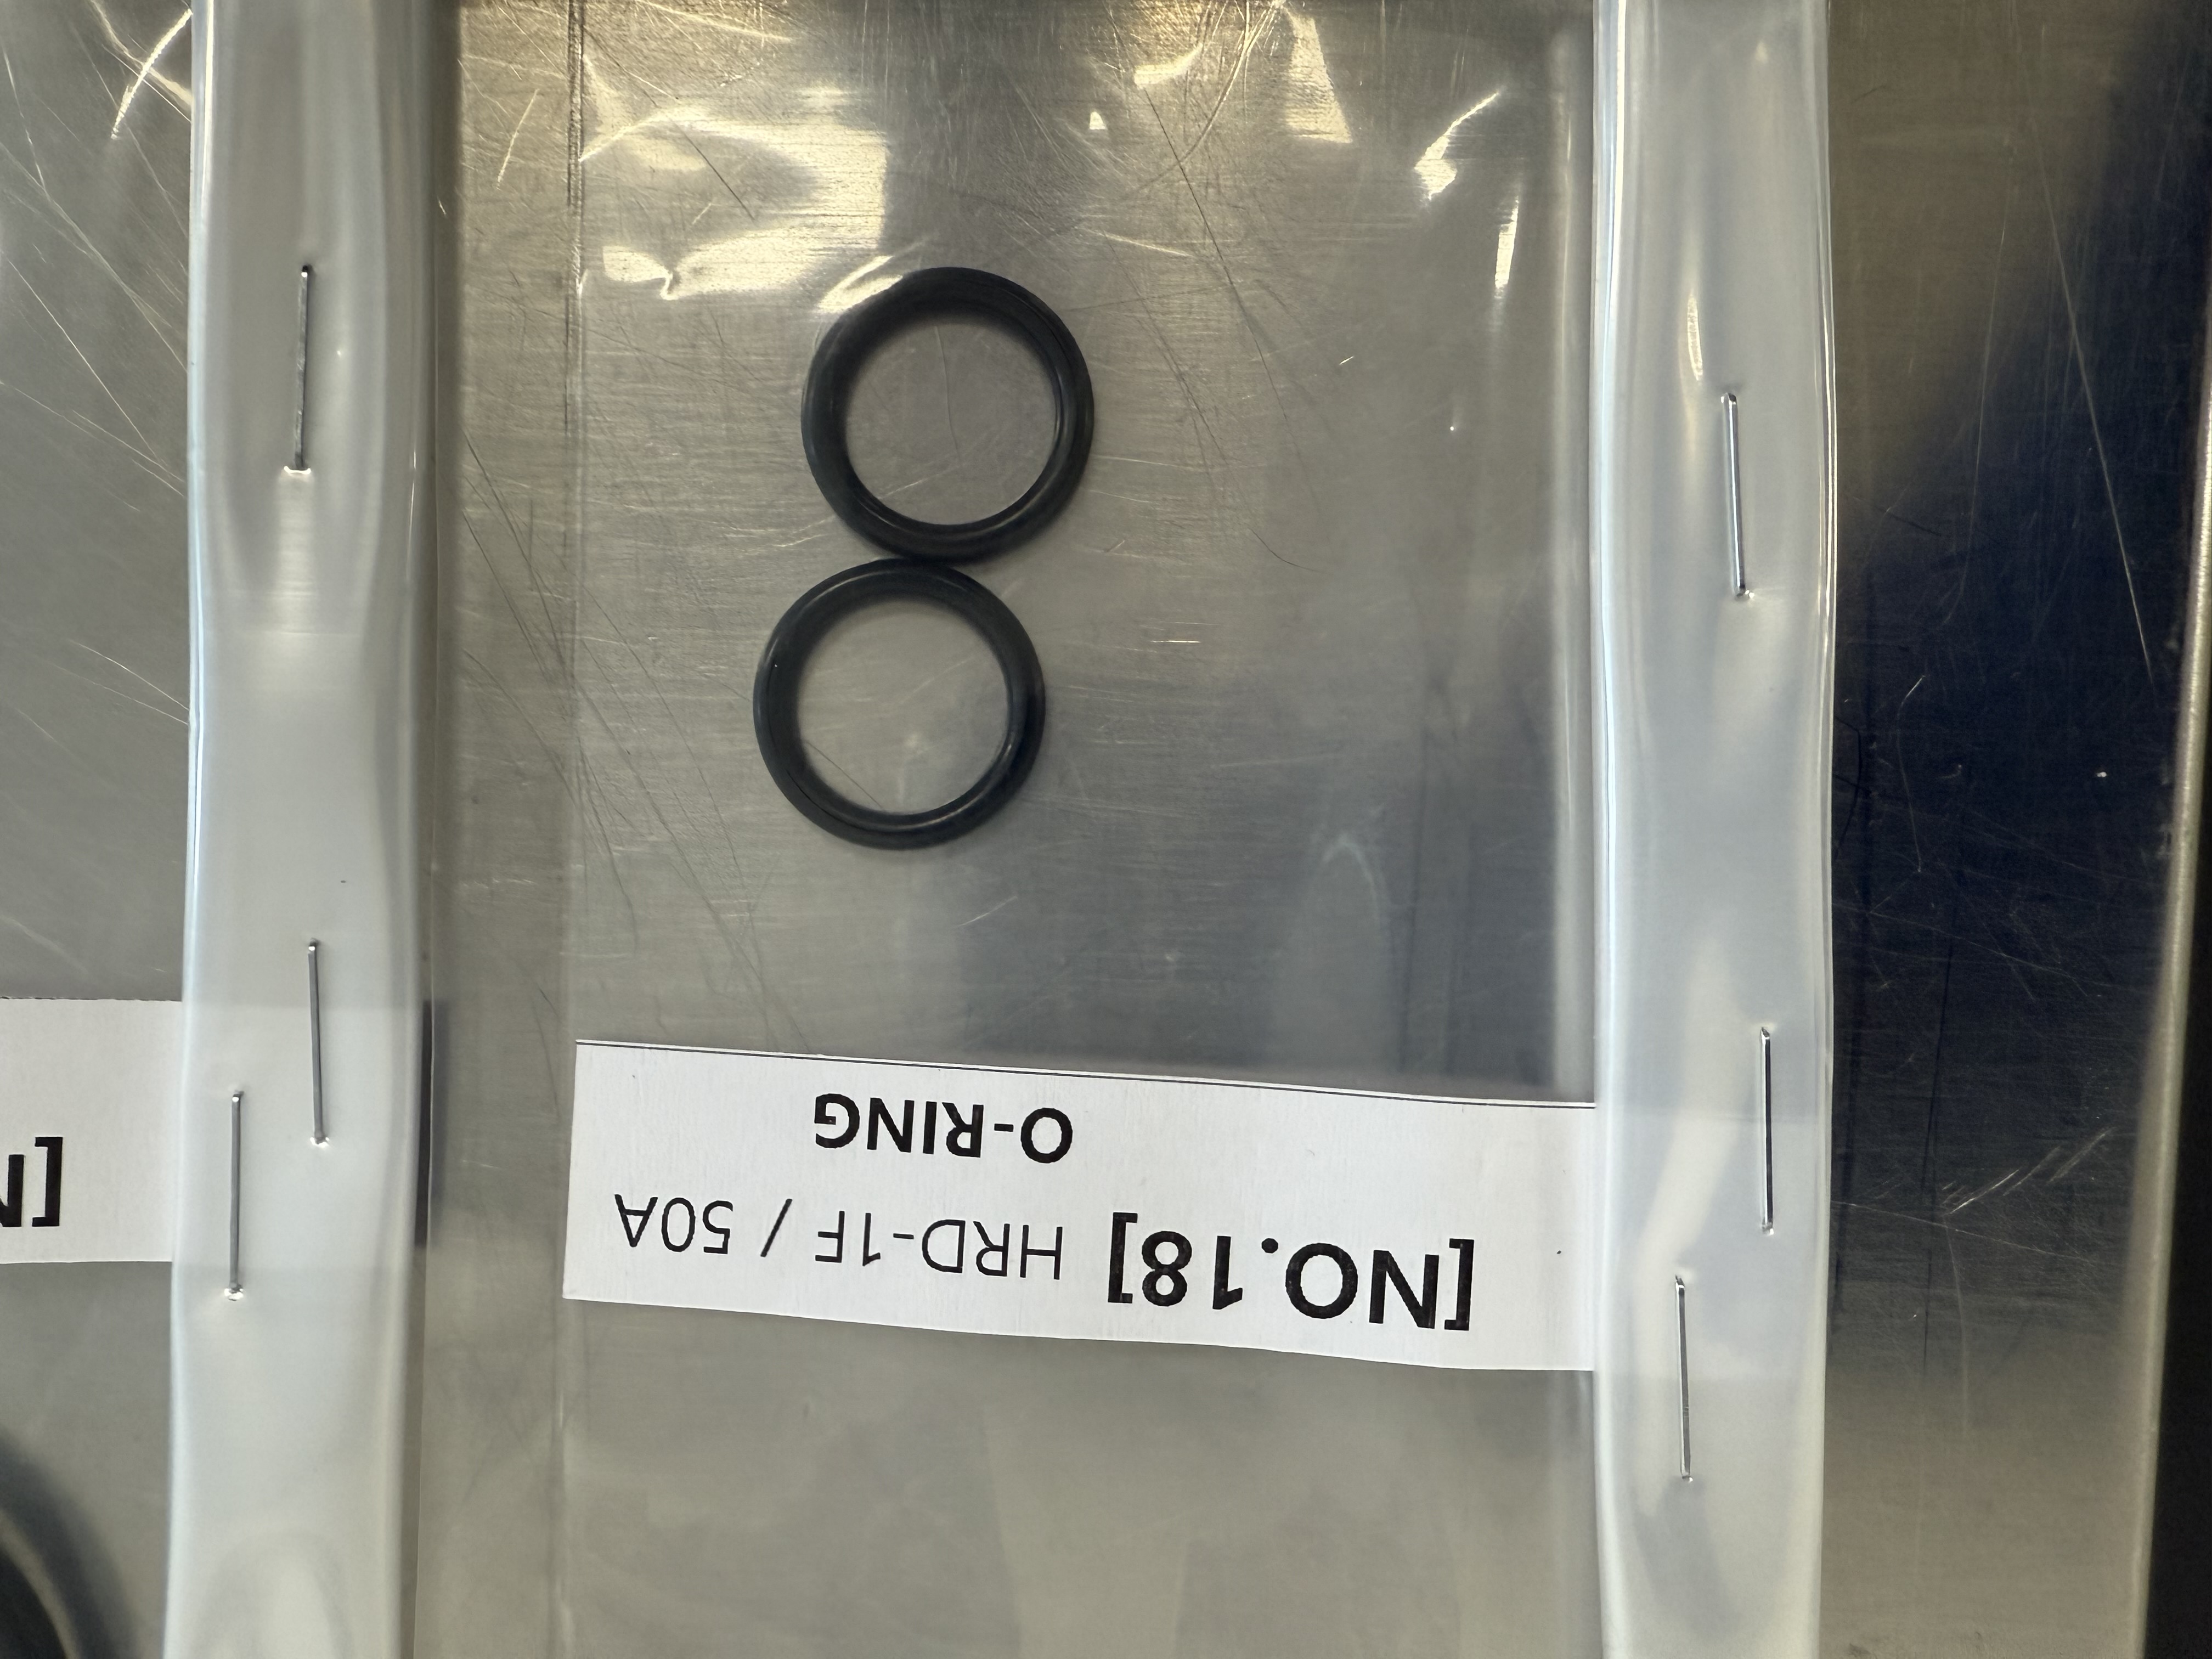 [NO.18] HRD-1F / 50A
O-RING
[N